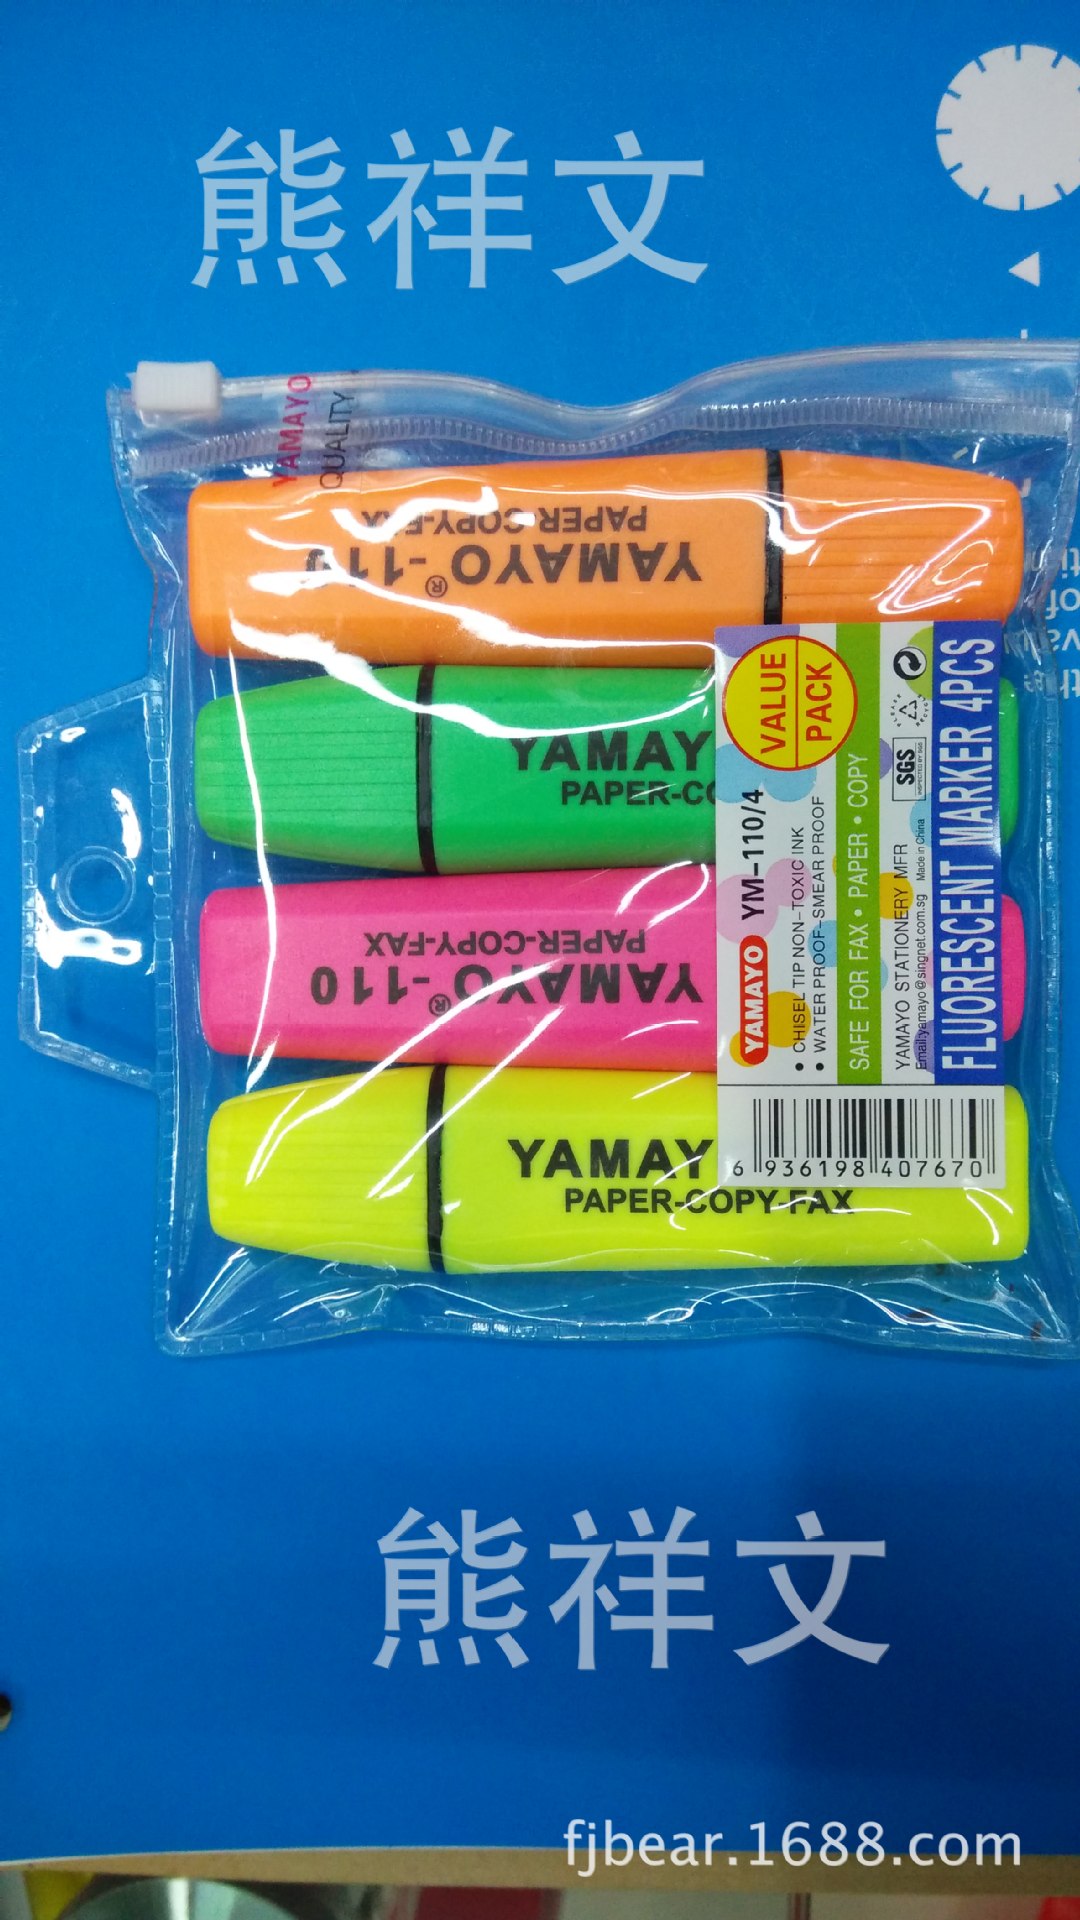 熊祥文
YAMAYO
QUALITY
YAMAYO®-110
PAPER-COPY-FAX
YAMAY
PAPER-CO
YAMAYO®-110
PAPER-COPY-FAX
YAMAY
PAPER-COPY-FAX
VALUE
PACK
YAMAYO YM-110/4
• CHISEL TIP NON-TOXIC INK
• WATER PROOF-SMEAR PROOF
SAFE FOR FAX • PAPER • COPY
YAMAYO STATIONERY MFR
Email:yamayo@singnet.com.sg Made in China
SGS
FLUORESCENT MARKER 4PCS
6 936198 407670
of
熊祥文
fjbear.1688.com